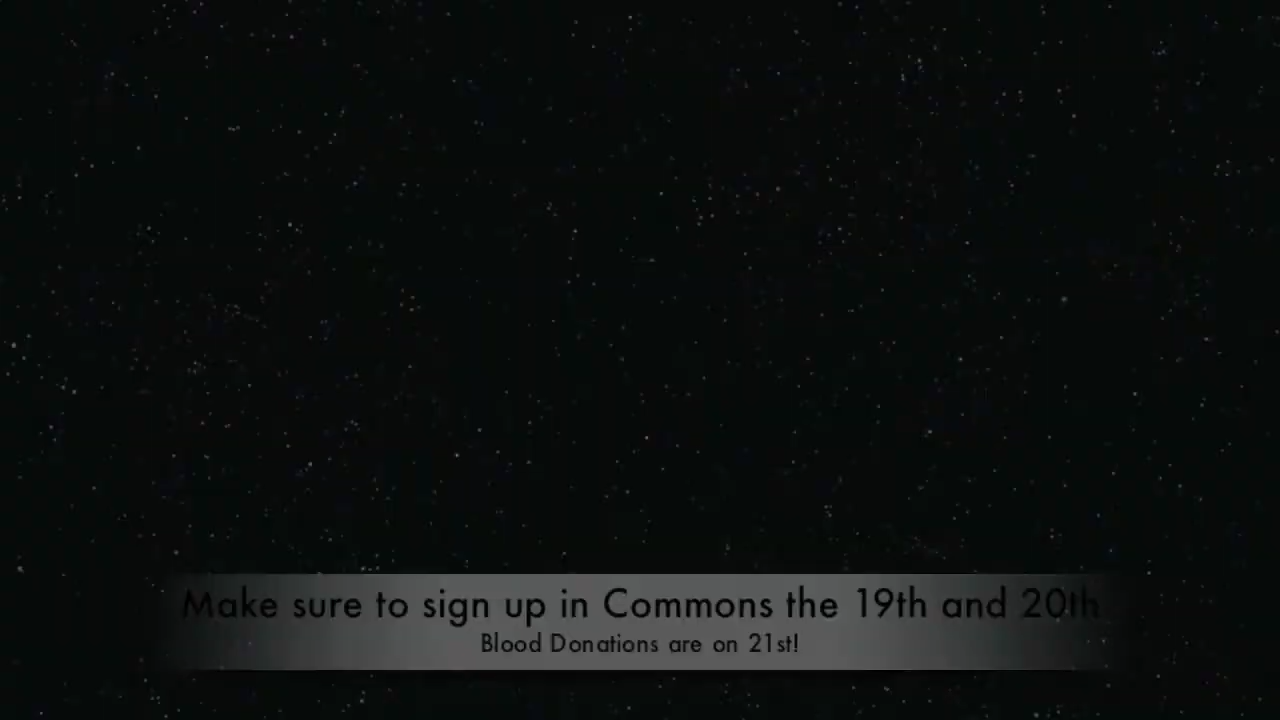 Make sure to sign up in Commons the 19th and 20th
Blood Donations are on 21st!